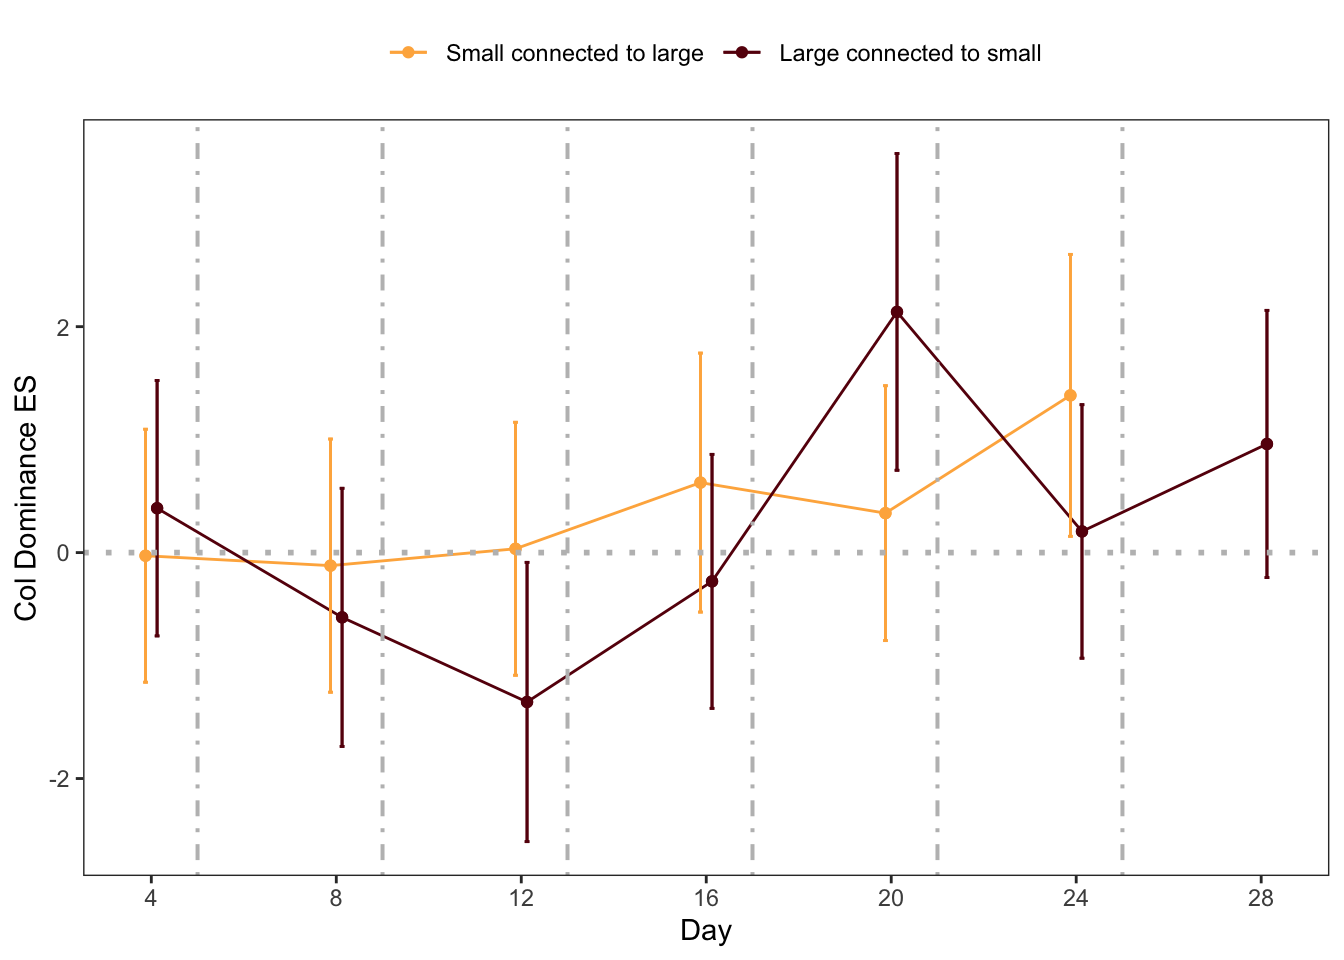 Small connected to large Large connected to small
Col Dominance ES
2
0
-2
4 8 12 16 20 24 28
Day